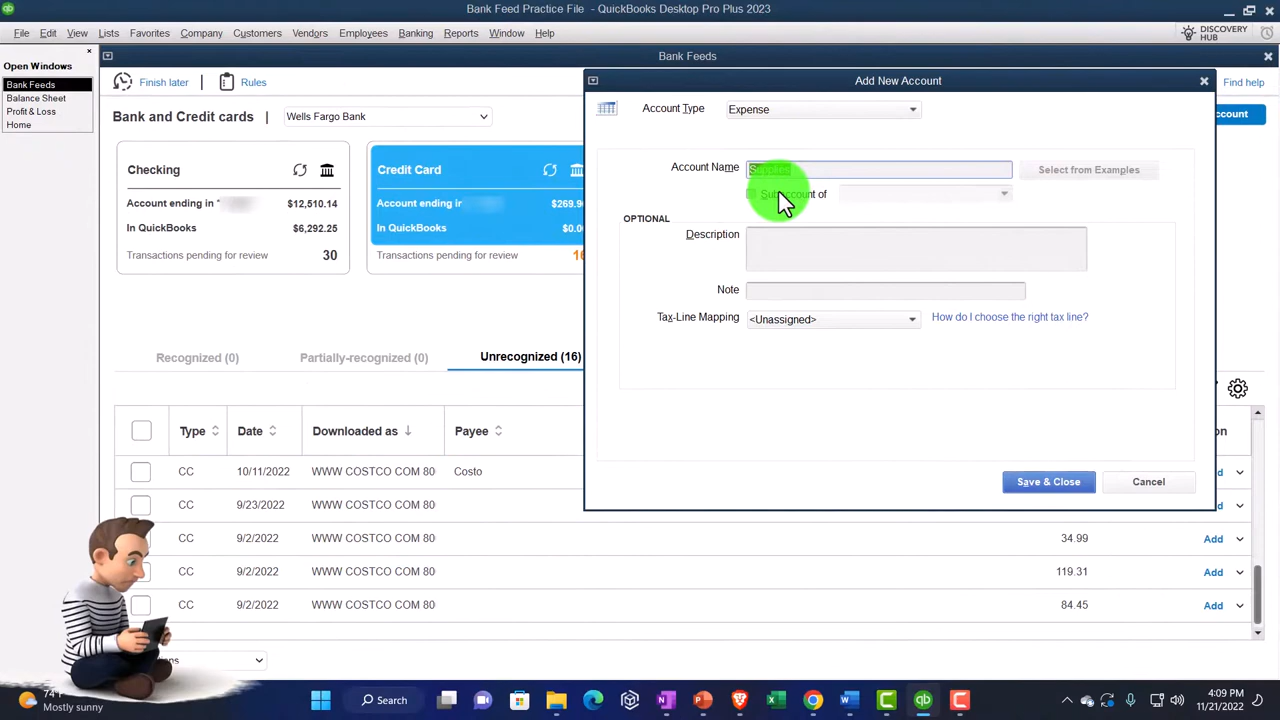 Bank Feed Practice File - QuickBooks Desktop Pro Plus 2023
File Edit View Lists Favorites Company Customers Vendors Employees Banking Reports Window Help
DISCOVERY HUB
Open Windows
Bank Feeds
Balance Sheet
Profit & Loss
Home
Bank Feeds
Finish later | Rules
Find help
Bank and Credit cards | Wells Fargo Bank
Checking
Account ending in
$12,510.14
In QuickBooks $6,292.25
Transactions pending for review 30
Credit Card
Account ending in
In QuickBooks
Transactions pending for review
Add New Account
Account Type Expense
Account Name
Select from Examples
of
OPTIONAL
Description
Note
Tax-Line Mapping <Unassigned> How do I choose the right tax line?
Save & Close Cancel
Recognized (0) Partially-recognized (0) Unrecognized (16)
Type Date Downloaded as Payee
CC 10/11/2022 WWW COSTCO COM 80 Costo
CC 9/23/2022 WWW COSTCO COM 80
CC 9/2/2022 WWW COSTCO COM 80 34.99 Add
CC 9/2/2022 WWW COSTCO COM 80 119.31 Add
CC 9/2/2022 WWW COSTCO COM 80 84.45 Add
Mostly sunny
Search
4:09 PM
11/21/2022